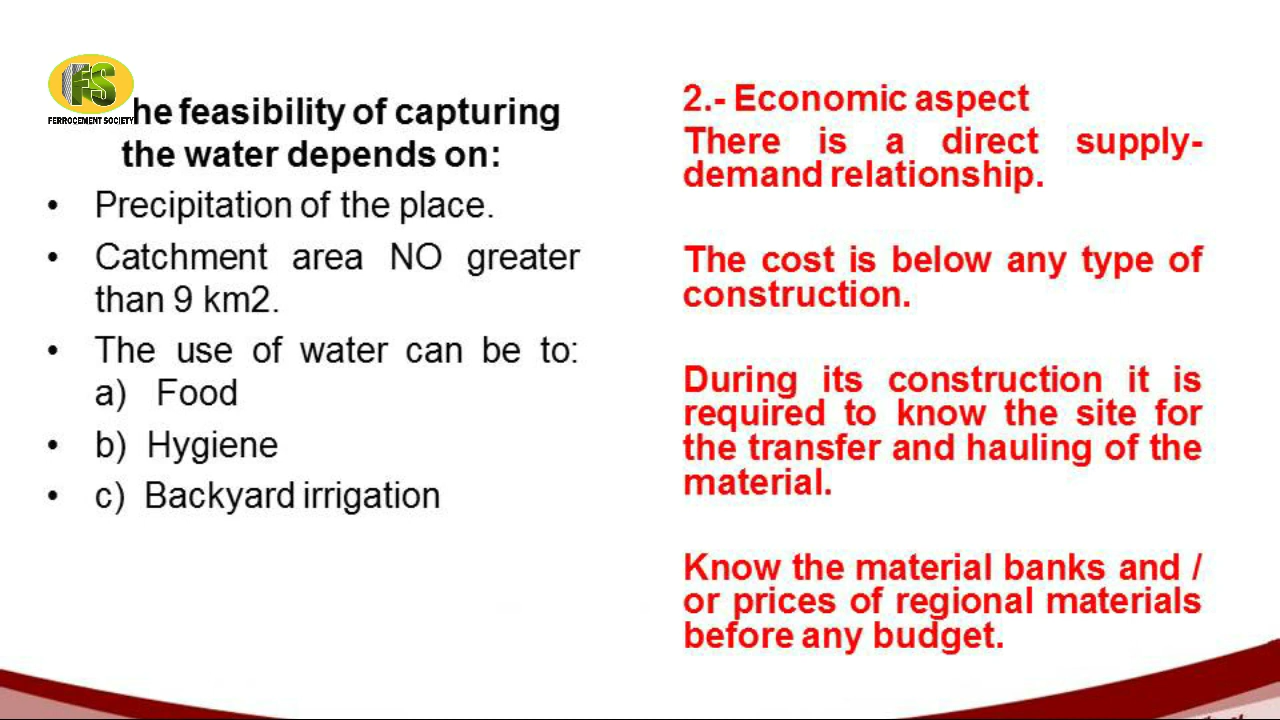 FS
FERROCEMENT SOCIETY
he feasibility of capturing
the water depends on:
• Precipitation of the place.
• Catchment area NO greater
than 9 km2.
• The use of water can be to:
a) Food
• b) Hygiene
• c) Backyard irrigation
2.- Economic aspect
There is a direct supply-
demand relationship.
The cost is below any type of
construction.
During its construction it is
required to know the site for
the transfer and hauling of the
material.
Know the material banks and /
or prices of regional materials
before any budget.